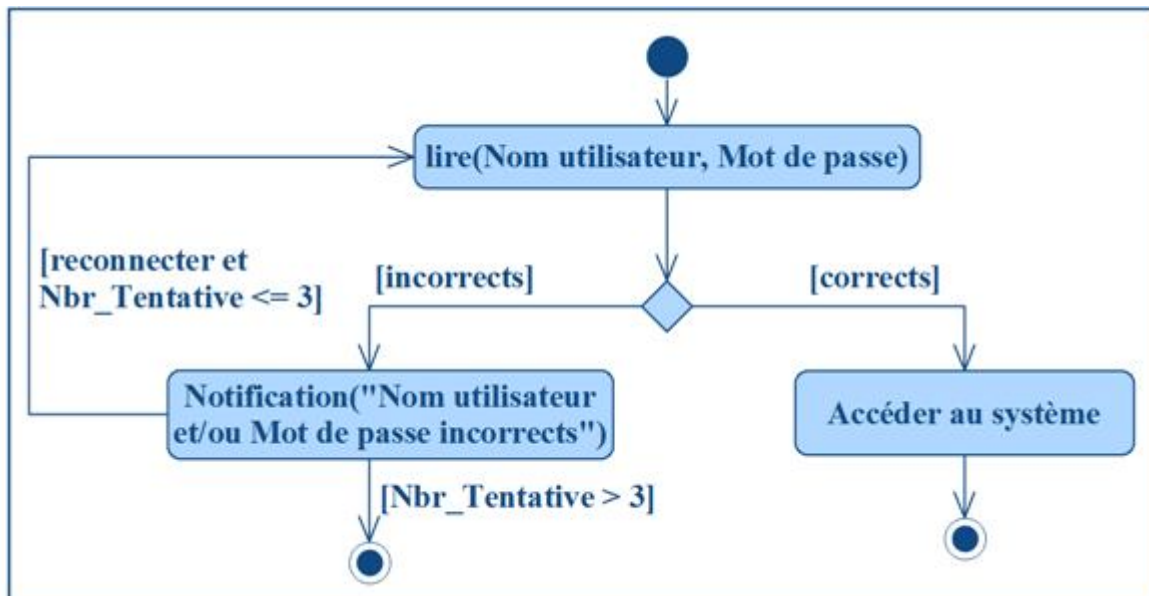 lire(Nom utilisateur, Mot de passe)
[reconnecter et
Nbr_Tentative <= 3]
[incorrects]
[corrects]
Notification("Nom utilisateur
et/ou Mot de passe incorrects")
Accéder au système
[Nbr_Tentative > 3]